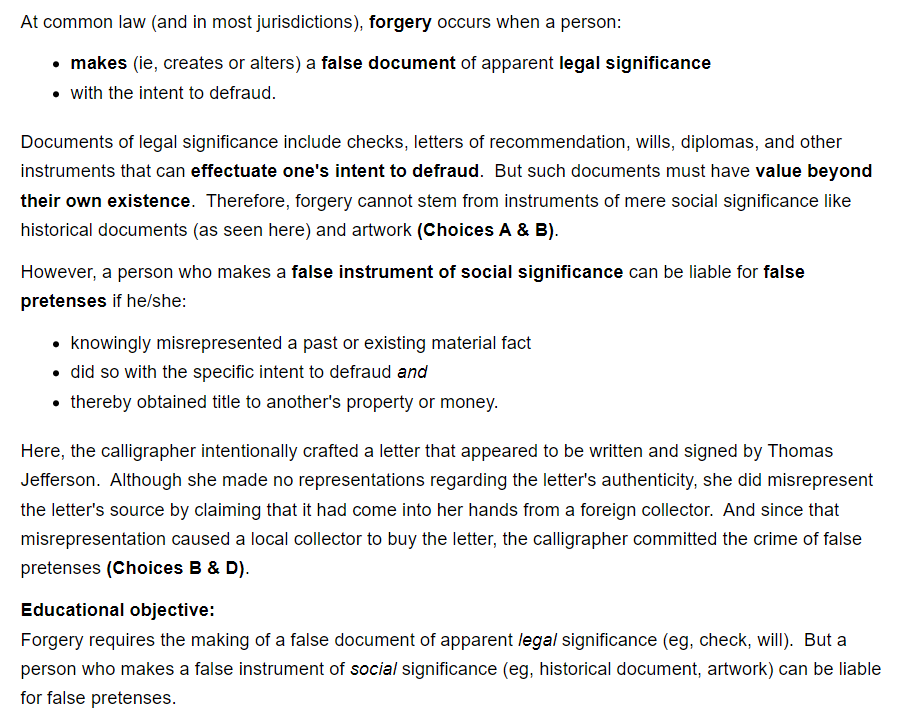 At common law (and in most jurisdictions), forgery occurs when a person:
• makes (ie, creates or alters) a false document of apparent legal significance
• with the intent to defraud.
Documents of legal significance include checks, letters of recommendation, wills, diplomas, and other
instruments that can effectuate one's intent to defraud.  But such documents must have value beyond
their own existence.  Therefore, forgery cannot stem from instruments of mere social significance like
historical documents (as seen here) and artwork (Choices A & B).
However, a person who makes a false instrument of social significance can be liable for false
pretenses if he/she:
• knowingly misrepresented a past or existing material fact
• did so with the specific intent to defraud and
• thereby obtained title to another's property or money.
Here, the calligrapher intentionally crafted a letter that appeared to be written and signed by Thomas
Jefferson.  Although she made no representations regarding the letter's authenticity, she did misrepresent
the letter's source by claiming that it had come into her hands from a foreign collector.  And since that
misrepresentation caused a local collector to buy the letter, the calligrapher committed the crime of false
pretenses (Choices B & D).
Educational objective:
Forgery requires the making of a false document of apparent legal significance (eg, check, will).  But a
person who makes a false instrument of social significance (eg, historical document, artwork) can be liable
for false pretenses.